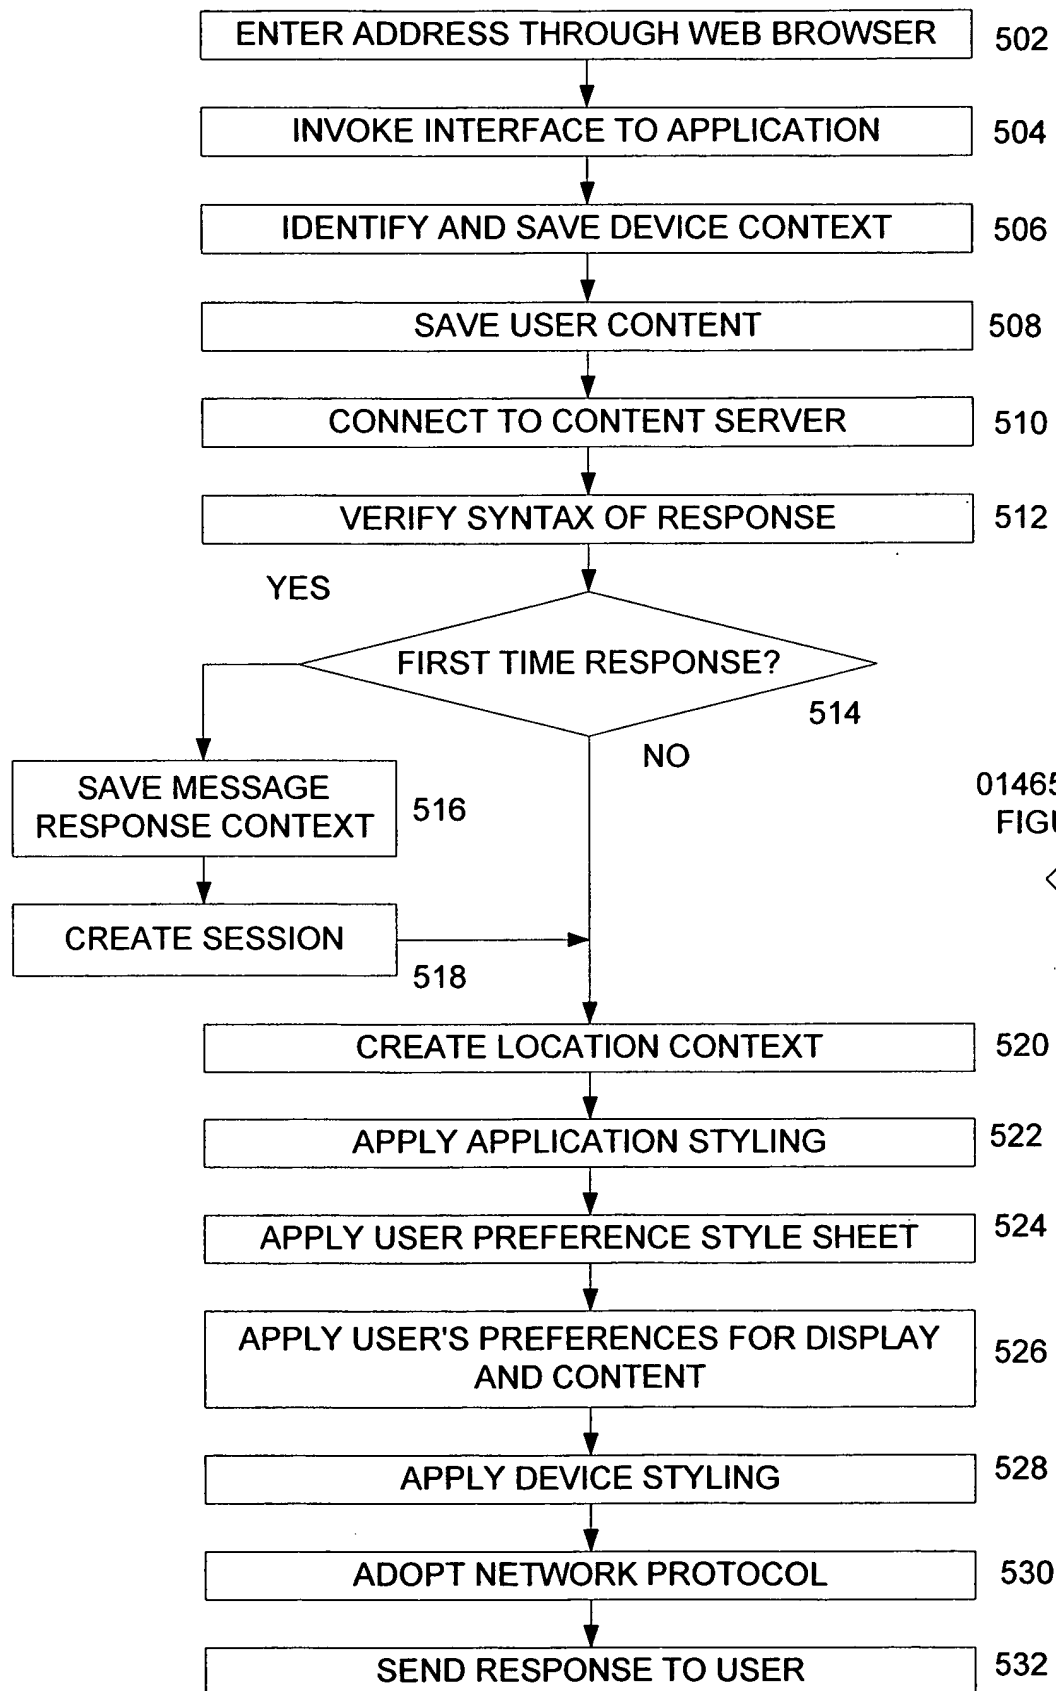 ENTER ADDRESS THROUGH WEB BROWSER 502
INVOKE INTERFACE TO APPLICATION 504
IDENTIFY AND SAVE DEVICE CONTEXT 506
SAVE USER CONTENT 508
CONNECT TO CONTENT SERVER 510
VERIFY SYNTAX OF RESPONSE 512
YES
FIRST TIME RESPONSE?
514
NO
SAVE MESSAGE
RESPONSE CONTEXT
516
CREATE SESSION
518
01465
FIGU
CREATE LOCATION CONTEXT 520
APPLY APPLICATION STYLING 522
APPLY USER PREFERENCE STYLE SHEET 524
APPLY USER'S PREFERENCES FOR DISPLAY
AND CONTENT
526
APPLY DEVICE STYLING 528
ADOPT NETWORK PROTOCOL 530
SEND RESPONSE TO USER 532